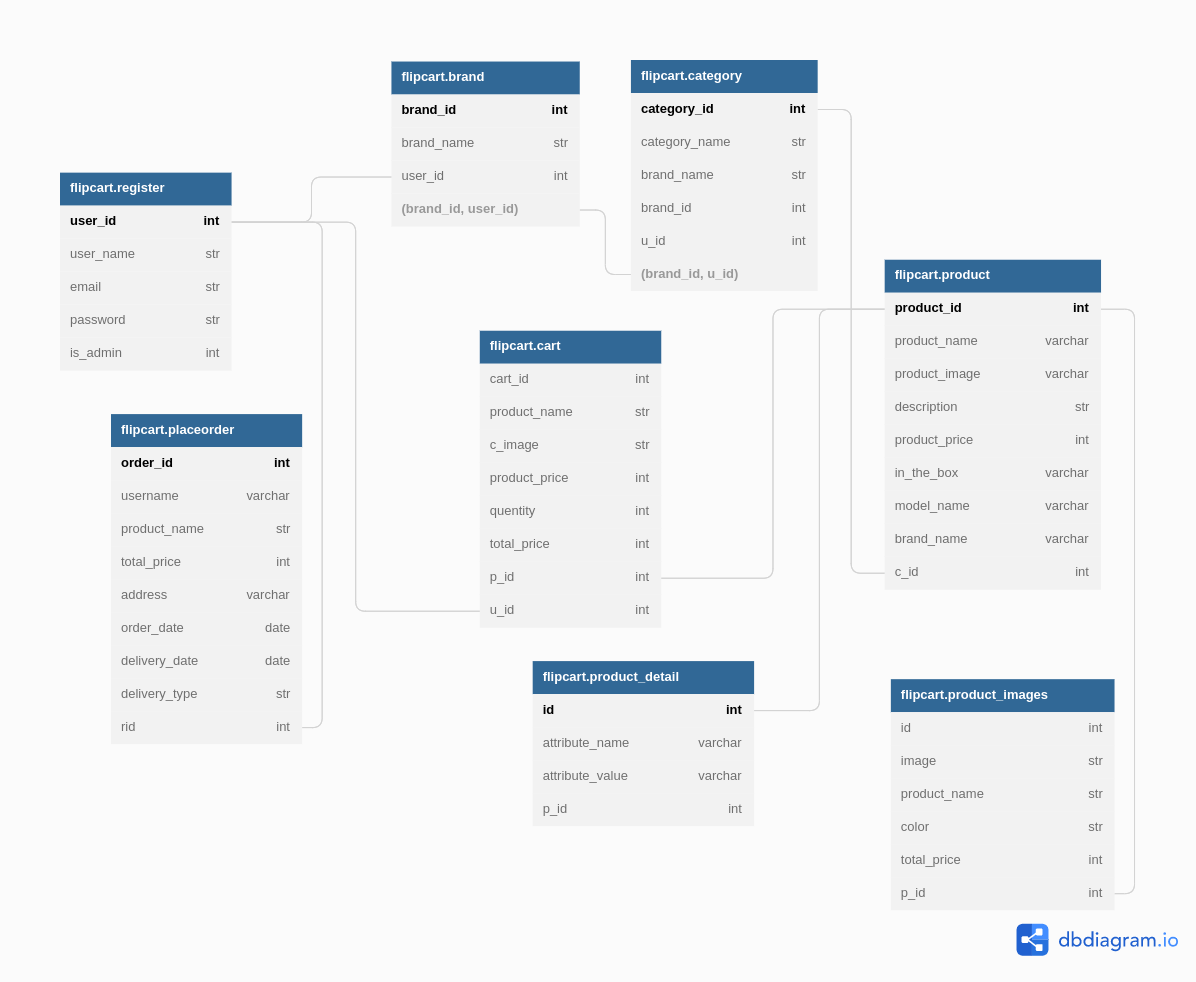 flipcart.brand
brand_id int
brand_name str
user_id int
(brand_id, user_id)
flipcart.category
category_id int
category_name str
brand_name str
brand_id int
u_id int
(brand_id, u_id)
flipcart.register
user_id int
user_name str
email str
password str
is_admin int
flipcart.product
product_id int
product_name varchar
product_image varchar
description str
product_price int
in_the_box varchar
model_name varchar
brand_name varchar
c_id int
flipcart.cart
cart_id int
product_name str
c_image str
product_price int
quentity int
total_price int
p_id int
u_id int
flipcart.placeorder
order_id int
username varchar
product_name str
total_price int
address varchar
order_date date
delivery_date date
delivery_type str
rid int
flipcart.product_detail
id int
attribute_name varchar
attribute_value varchar
p_id int
flipcart.product_images
id int
image str
product_name str
color str
total_price int
p_id int
dbdiagram.io